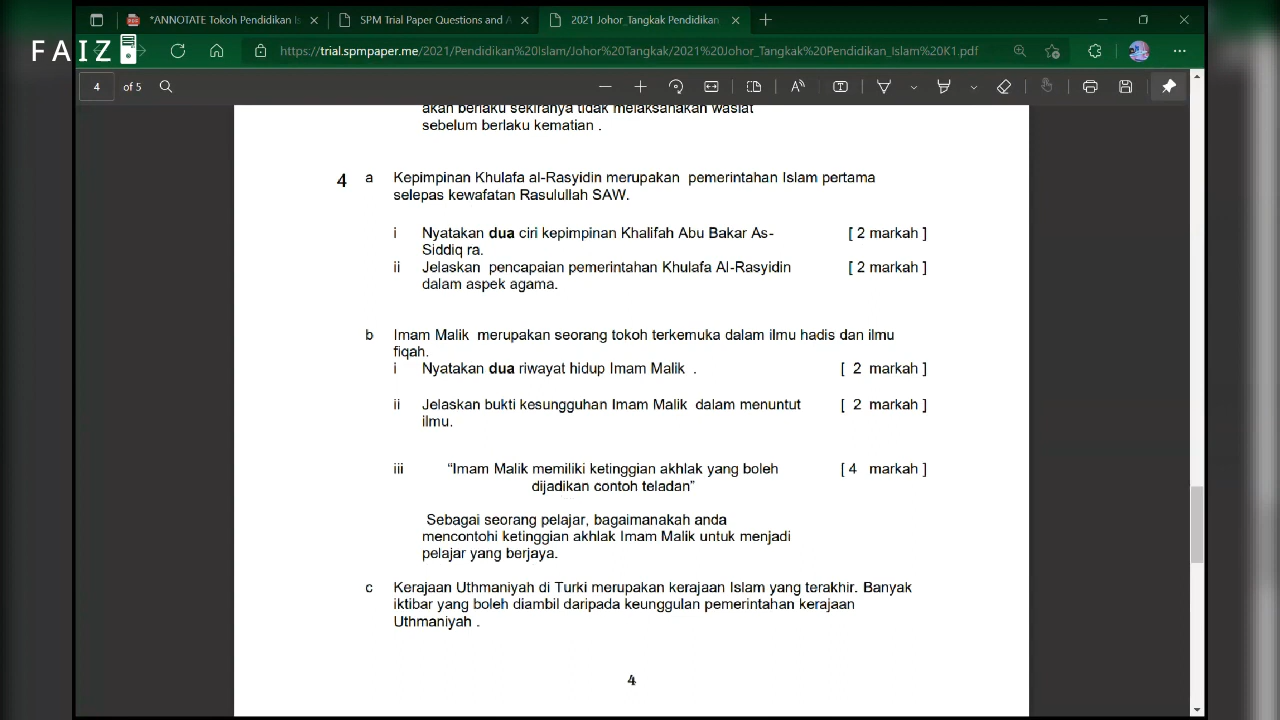 *ANNOTATE Tokoh Pendidikan Is
SPM Trial Paper Questions and A
2021 Johor_Tangkak Pendidikan
FAIZ
https://trial.spmpaper.me/2021/Pendidikan%20Islam/Johor%20Tangkak/2021%20Johor_Tangkak%20Pendidikan_Islam%20K1.pdf
4 of 5
akan berlaku sekiranya tidak melaksanakan wasiat
sebelum berlaku kematian .
4 a Kepimpinan Khulafa al-Rasyidin merupakan pemerintahan Islam pertama
selepas kewafatan Rasulullah SAW.
i Nyatakan dua ciri kepimpinan Khalifah Abu Bakar As- [ 2 markah ]
Siddiq ra.
ii Jelaskan pencapaian pemerintahan Khulafa Al-Rasyidin [ 2 markah ]
dalam aspek agama.
b Imam Malik merupakan seorang tokoh terkemuka dalam ilmu hadis dan ilmu
fiqah.
i Nyatakan dua riwayat hidup Imam Malik . [ 2 markah ]
ii Jelaskan bukti kesungguhan Imam Malik dalam menuntut [ 2 markah ]
ilmu.
iii “Imam Malik memiliki ketinggian akhlak yang boleh [ 4 markah ]
dijadikan contoh teladan”
Sebagai seorang pelajar, bagaimanakah anda
mencontohi ketinggian akhlak Imam Malik untuk menjadi
pelajar yang berjaya.
c Kerajaan Uthmaniyah di Turki merupakan kerajaan Islam yang terakhir. Banyak
iktibar yang boleh diambil daripada keunggulan pemerintahan kerajaan
Uthmaniyah .
4